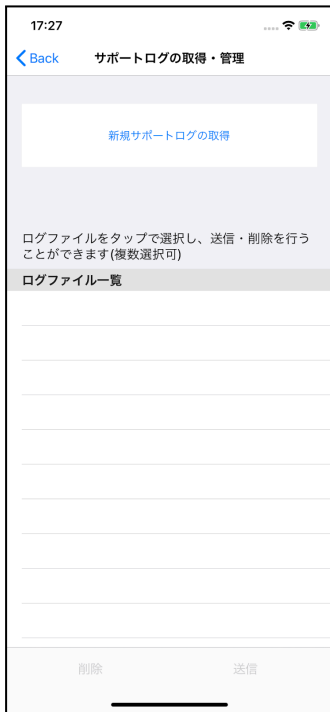 17:27
Back サポートログの取得・管理
新規サポートログの取得
ログファイルをタップで選択し、送信・削除を行う
ことができます(複数選択可)
ログファイル一覧
削除 送信